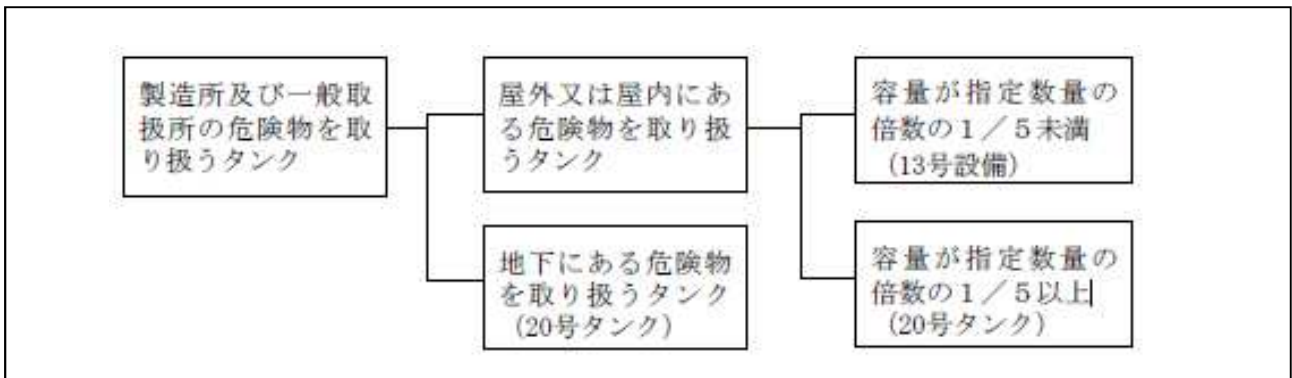 製造所及び一般取
扱所の危険物を取
り扱うタンク
屋外又は屋内にあ
る危険物を取り扱
うタンク
容量が指定数量の
倍数の1/5未満
(13号設備)
地下にある危険物
を取り扱うタンク
(20号タンク)
容量が指定数量の
倍数の1/5以上
(20号タンク)